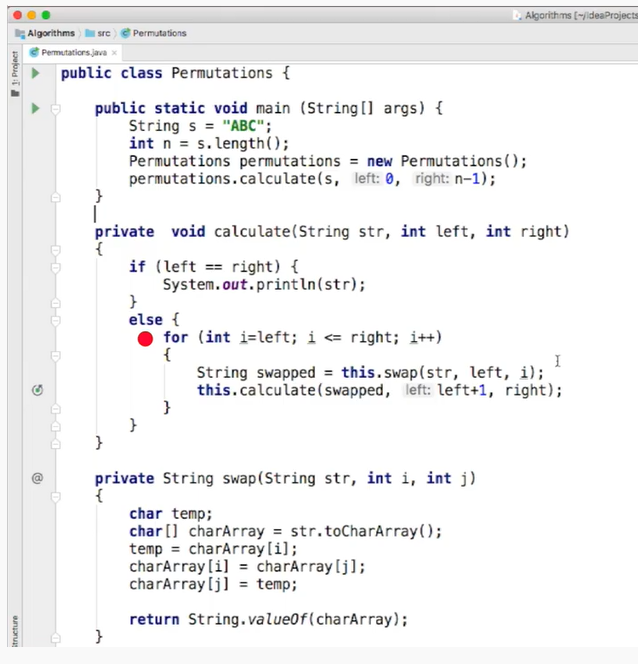 Algorithms [~/IdeaProjects
Algorithms src Permutations
1: Project
Permutations.java ×
public class Permutations {
public static void main (String[] args) {
String s = "ABC";
int n = s.length();
Permutations permutations = new Permutations();
permutations.calculate(s, left: 0, right: n-1);
}
private  void calculate(String str, int left, int right)
{
if (left == right) {
System.out.println(str);
}
else {
for (int i=left; i <= right; i++)
{
String swapped = this.swap(str, left, i);
this.calculate(swapped, left: left+1, right);
}
}
}
@ private String swap(String str, int i, int j)
{
char temp;
char[] charArray = str.toCharArray();
temp = charArray[i];
charArray[i] = charArray[j];
charArray[j] = temp;
return String.valueOf(charArray);
}
Structure